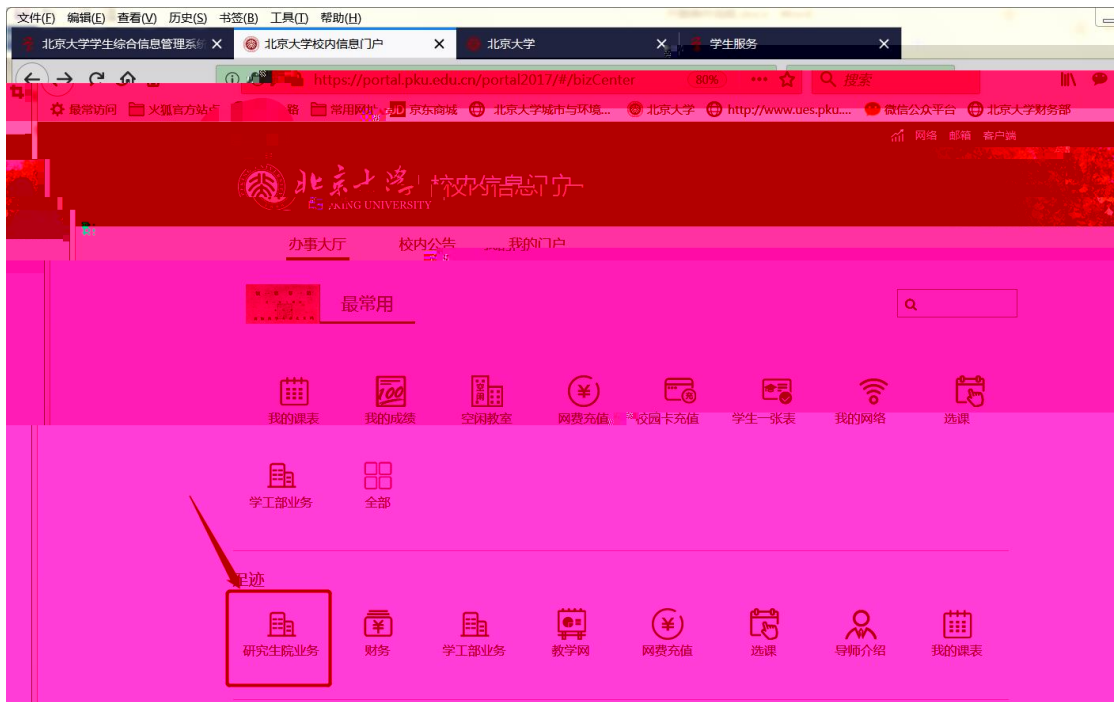 文件(F) 编辑(E) 查看(V) 历史(S) 书签(B) 工具(T) 帮助(H)
北京大学学生综合信息管理系统 北京大学校内信息门户 北京大学 学生服务
https://portal.pku.edu.cn/portal2017/#/bizCenter 80% 搜索
最常访问 火狐官方站点 常用网址 JD 京东商城 北京大学城市与环境... 北京大学 http://www.ues.pku.... 微信公众平台 北京大学财务部
网络 邮箱 客户端
北京大学 校内信息门户
PEKING UNIVERSITY
办事大厅 校内公告 我的门户
最常用
我的课表 我的成绩 空闲教室 网费充值 校园卡充值 学生一张表 我的网络 选课
学工部业务 全部
足迹
研究生院业务 财务 学工部业务 教学网 网费充值 选课 导师介绍 我的课表